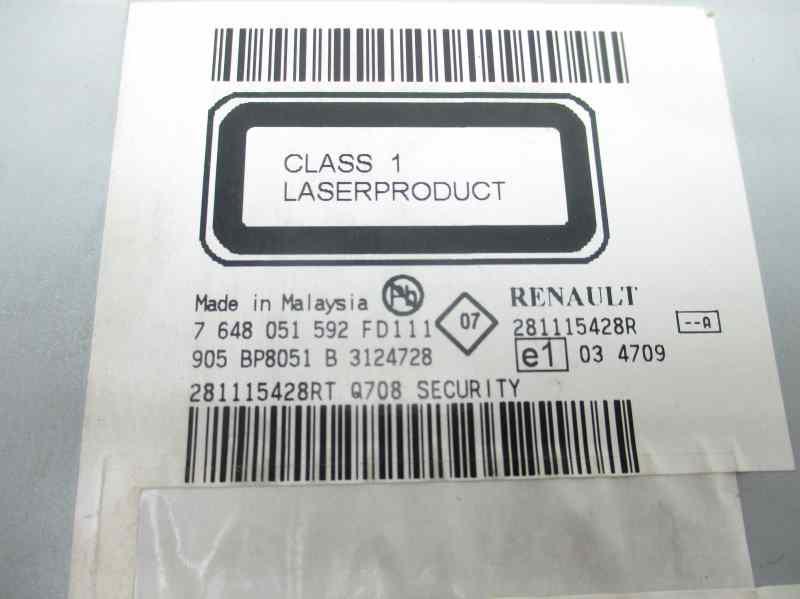 CLASS 1
LASERPRODUCT
Made in Malaysia Pb RENAULT
7 648 051 592 FD111 07 281115428R --A
905 BP8051 B 3124728 e1 03 4709
281115428RT Q708 SECURITY